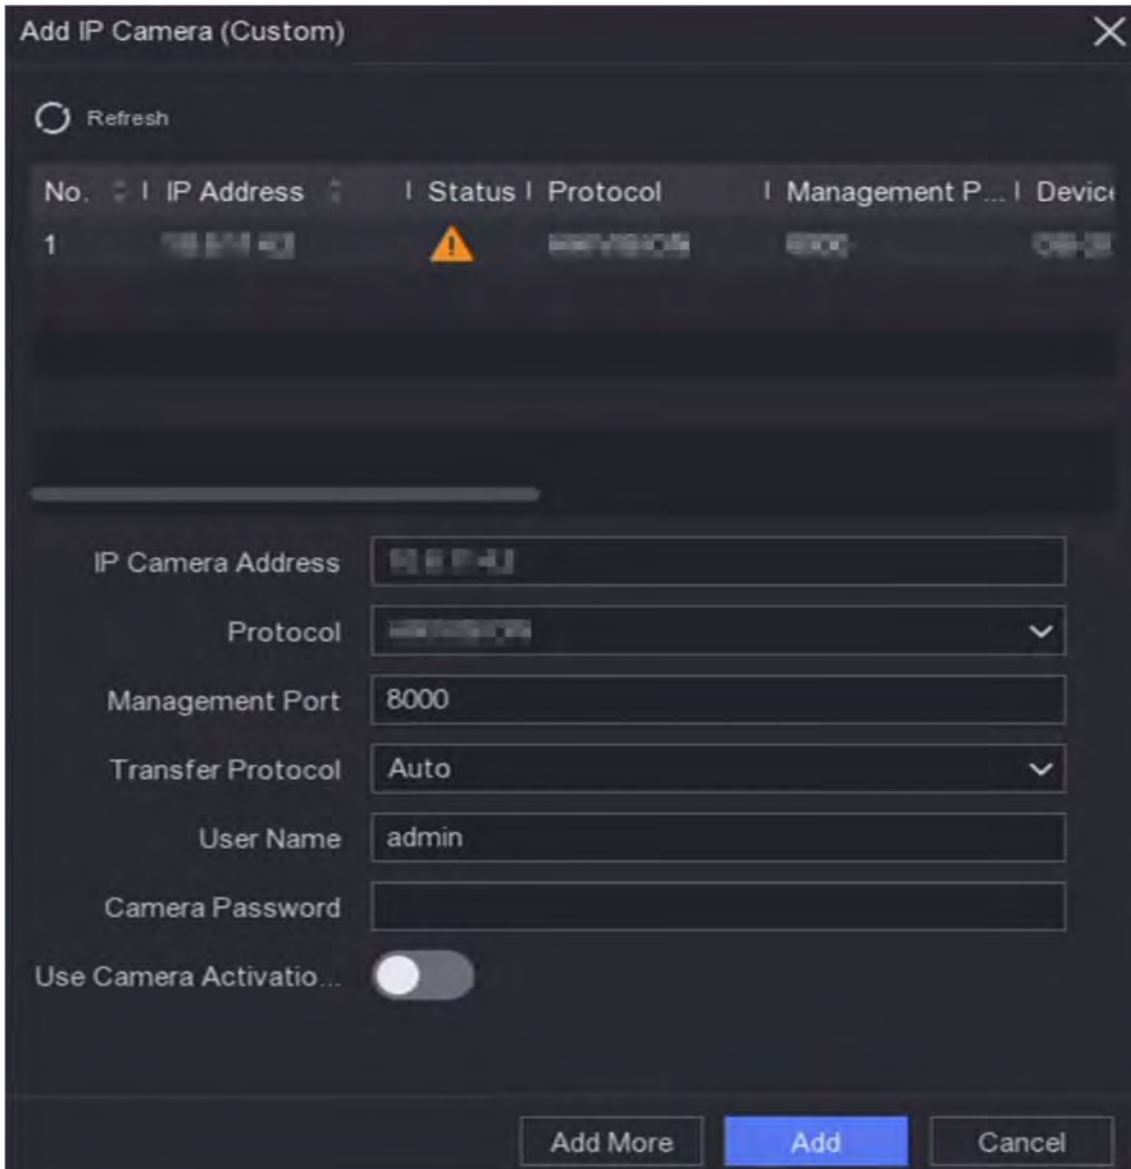 Add IP Camera (Custom)
Refresh
No. | IP Address | Status | Protocol | Management P... | Device
1
IP Camera Address
Protocol
Management Port 8000
Transfer Protocol Auto
User Name admin
Camera Password
Use Camera Activatio...
Add More Add Cancel